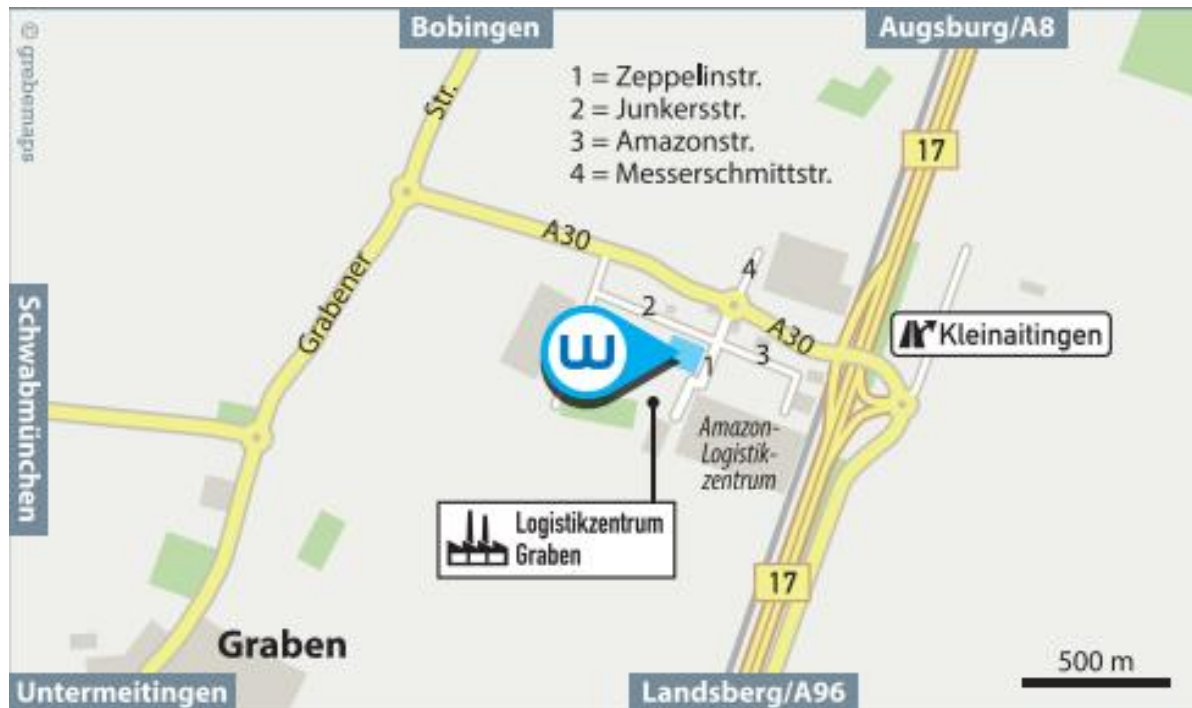 © grebemaps
Bobingen
Augsburg/A8
1 = Zeppelinstr.
2 = Junkersstr.
3 = Amazonstr.
4 = Messerschmittstr.
Str.
17
A30
4
Grabener
2
A30
Kleinaitingen
3
1
W
Schwabmünchen
Amazon-
Logistik-
zentrum
Logistikzentrum
Graben
17
Graben
500 m
Untermeitingen
Landsberg/A96